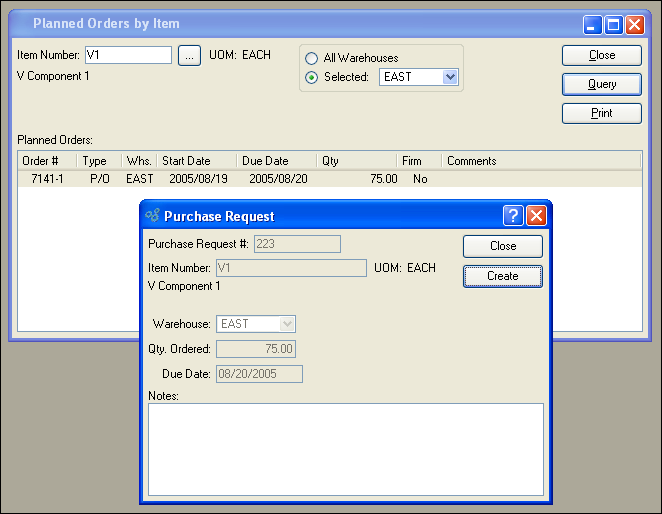 Planned Orders by Item
Item Number: V1 ... UOM: EACH
V Component 1
All Warehouses
Selected: EAST
Close
Query
Print
Planned Orders:
Order # Type Whs. Start Date Due Date Qty Firm Comments
7141-1 P/O EAST 2005/08/19 2005/08/20 75.00 No
Purchase Request
?
Purchase Request #: 223
Close
Item Number: V1 UOM: EACH
Create
V Component 1
Warehouse: EAST
Qty. Ordered: 75.00
Due Date: 08/20/2005
Notes: